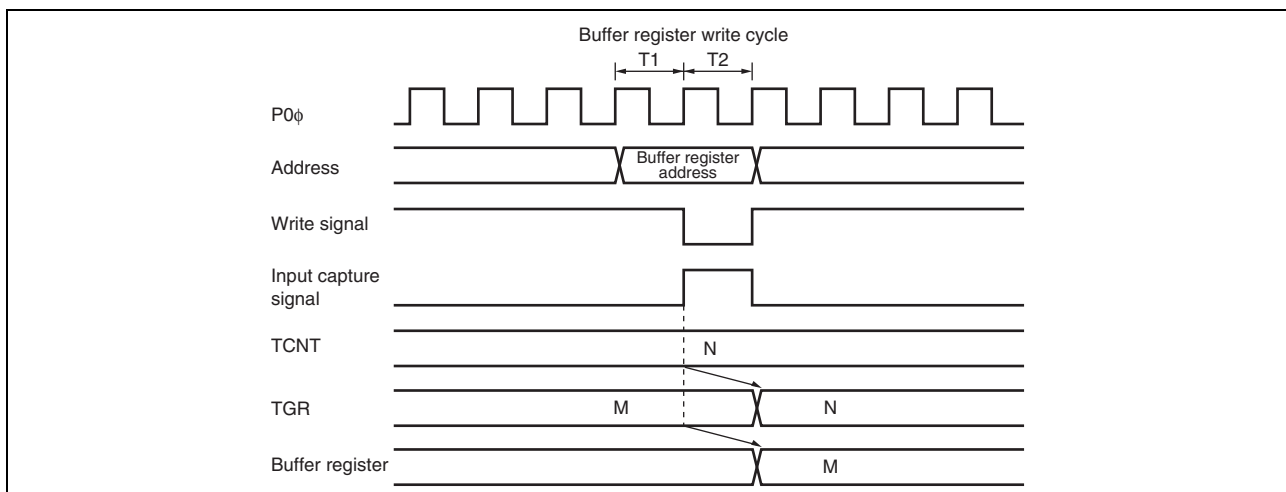 Buffer register write cycle
T1 T2
P0ϕ
Address
Buffer register
address
Write signal
Input capture
signal
TCNT
N
TGR
M N
Buffer register
M